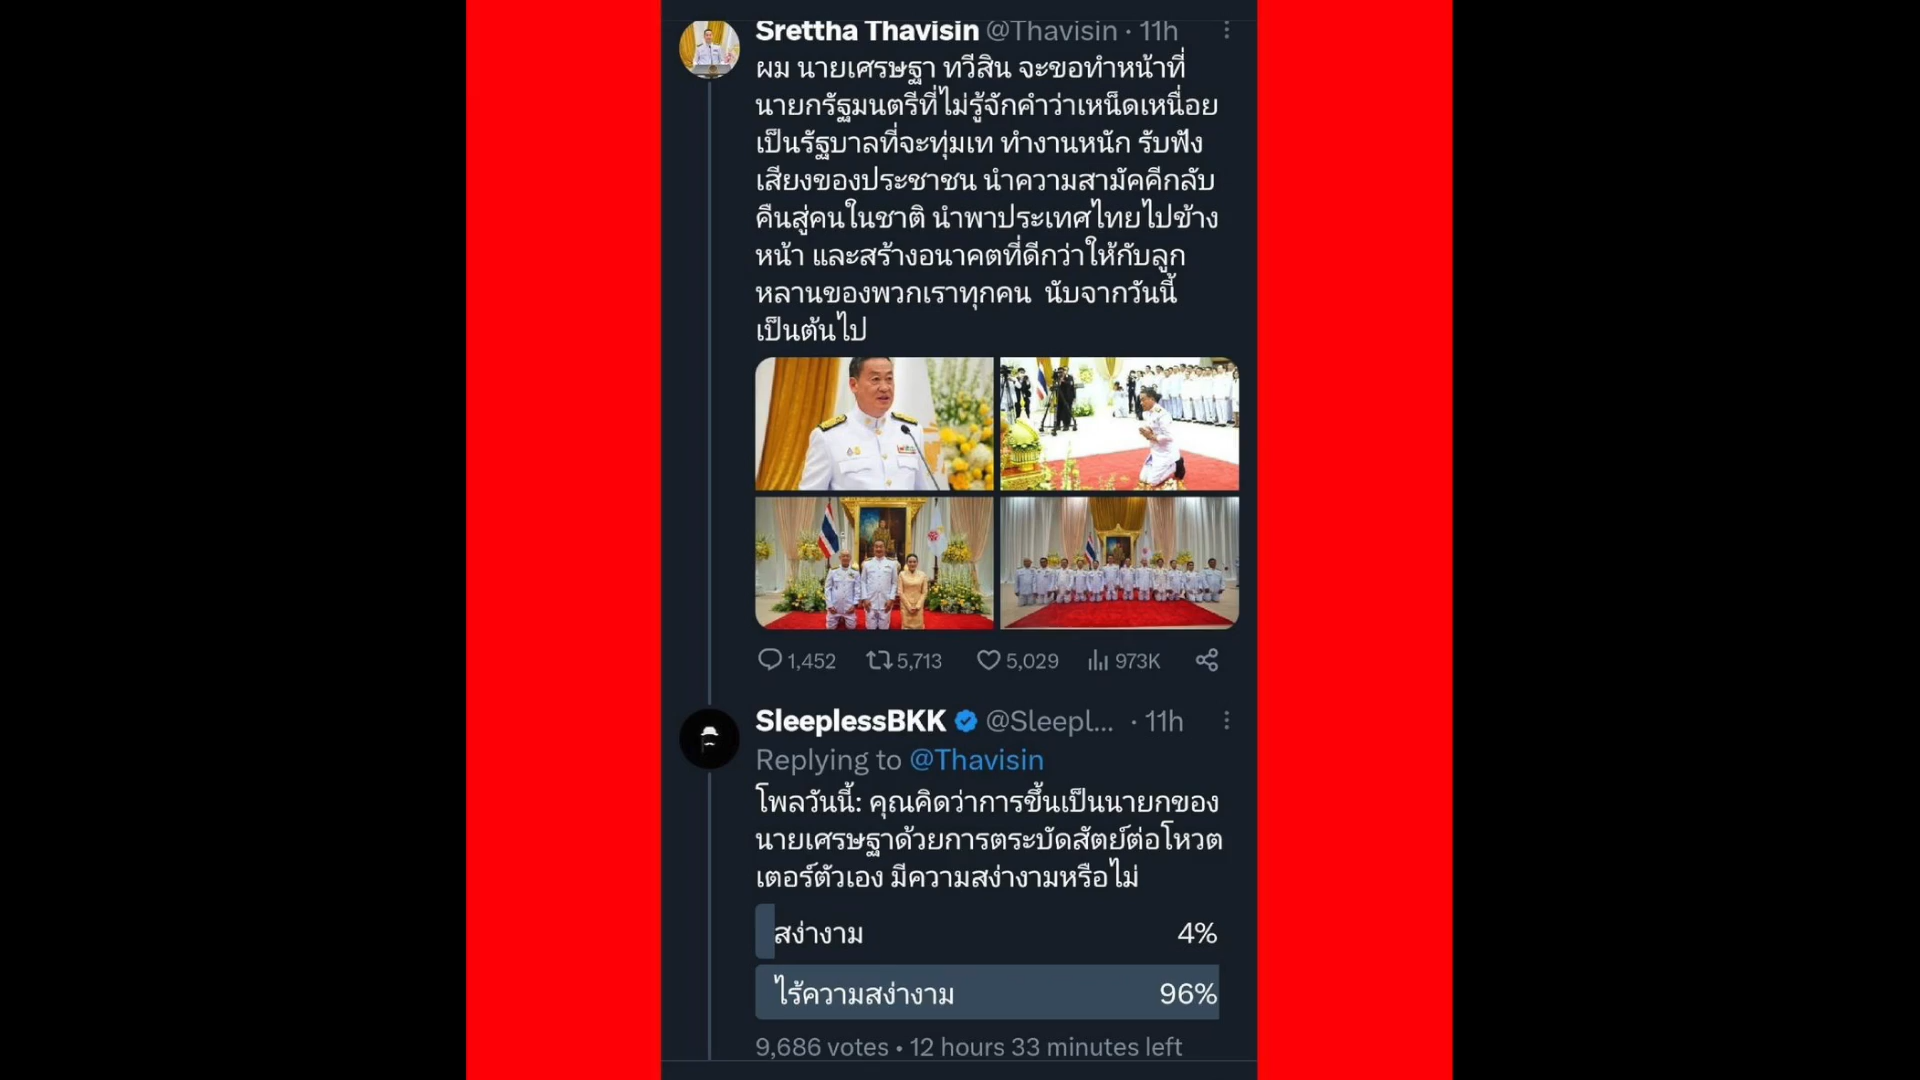 Srettha Thavisin @Thavisin · 11h
ผม นายเศรษฐา ทวีสิน จะขอทำหน้าที่
นายกรัฐมนตรีที่ไม่รู้จักคำว่าเหน็ดเหนื่อย
เป็นรัฐบาลที่จะทุ่มเท ทำงานหนัก รับฟัง
เสียงของประชาชน นำความสามัคคีกลับ
คืนสู่คนในชาติ นำพาประเทศไทยไปข้าง
หน้า และสร้างอนาคตที่ดีกว่าให้กับลูก
หลานของพวกเราทุกคน นับจากวันนี้
เป็นต้นไป
1,452 5,713 5,029 973K
SleeplessBKK @Sleepl... · 11h
Replying to @Thavisin
โพลวันนี้: คุณคิดว่าการขึ้นเป็นนายกของ
นายเศรษฐาด้วยการตระบัดสัตย์ต่อโหวต
เตอร์ตัวเอง มีความสง่างามหรือไม่
สง่างาม 4%
ไร้ความสง่างาม 96%
9,686 votes • 12 hours 33 minutes left